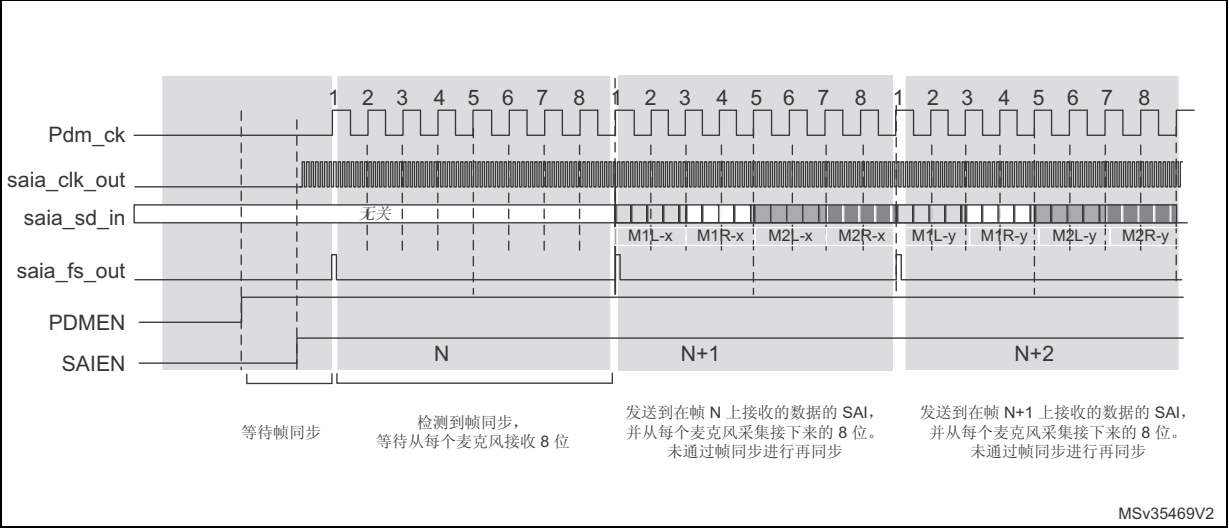 1 2 3 4 5 6 7 8 1 2 3 4 5 6 7 8 1 2 3 4 5 6 7 8
Pdm_ck
saia_clk_out
saia_sd_in 无关
M1L-x M1R-x M2L-x M2R-x M1L-y M1R-y M2L-y M2R-y
saia_fs_out
PDMEN
SAIEN N N+1 N+2
等待帧同步
检测到帧同步，
等待从每个麦克风接收 8 位
发送到在帧 N 上接收的数据的 SAI，
并从每个麦克风采集接下来的 8 位。
未通过帧同步进行再同步
发送到在帧 N+1 上接收的数据的 SAI，
并从每个麦克风采集接下来的 8 位。
未通过帧同步进行再同步
MSv35469V2